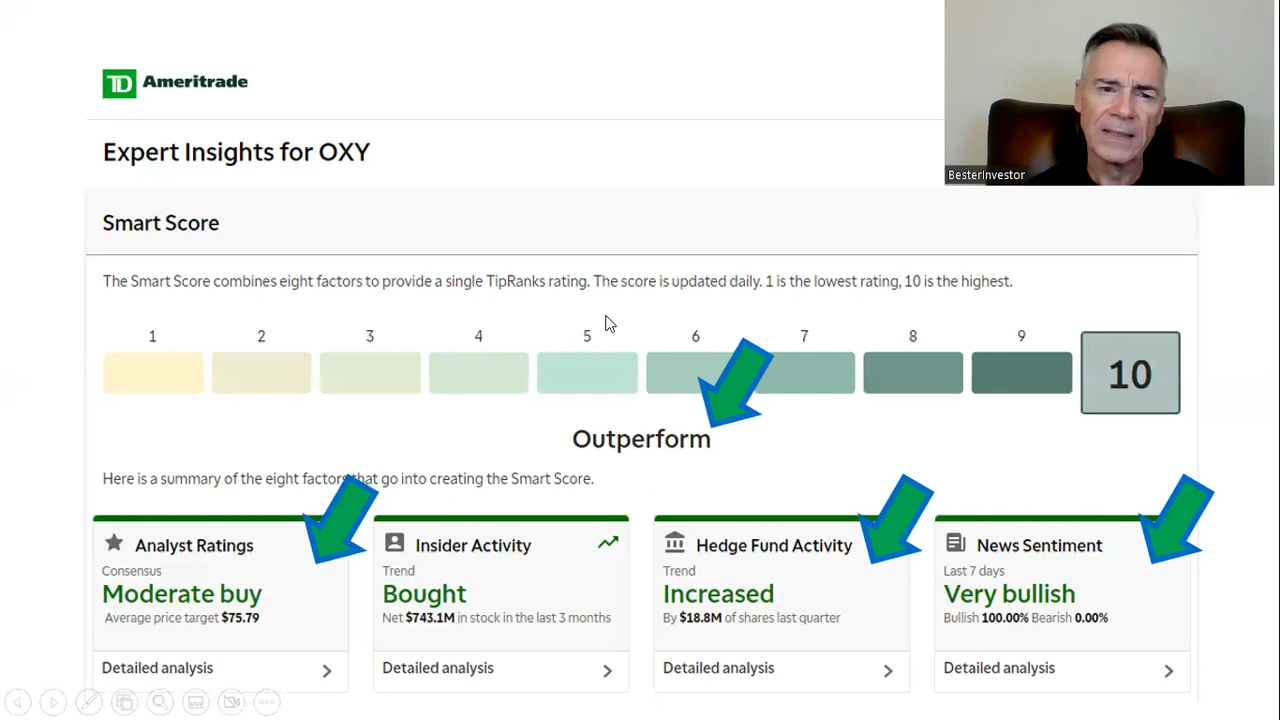 TD Ameritrade
BesterInvestor
Expert Insights for OXY
Smart Score
The Smart Score combines eight factors to provide a single TipRanks rating. The score is updated daily. 1 is the lowest rating, 10 is the highest.
1 2 3 4 5 6 7 8 9 10
Outperform
Here is a summary of the eight factors that go into creating the Smart Score.
Analyst Ratings
Consensus
Moderate buy
Average price target $75.79
Detailed analysis
Insider Activity
Trend
Bought
Net $743.1M in stock in the last 3 months
Detailed analysis
Hedge Fund Activity
Trend
Increased
By $18.8M of shares last quarter
Detailed analysis
News Sentiment
Last 7 days
Very bullish
Bullish 100.00% Bearish 0.00%
Detailed analysis